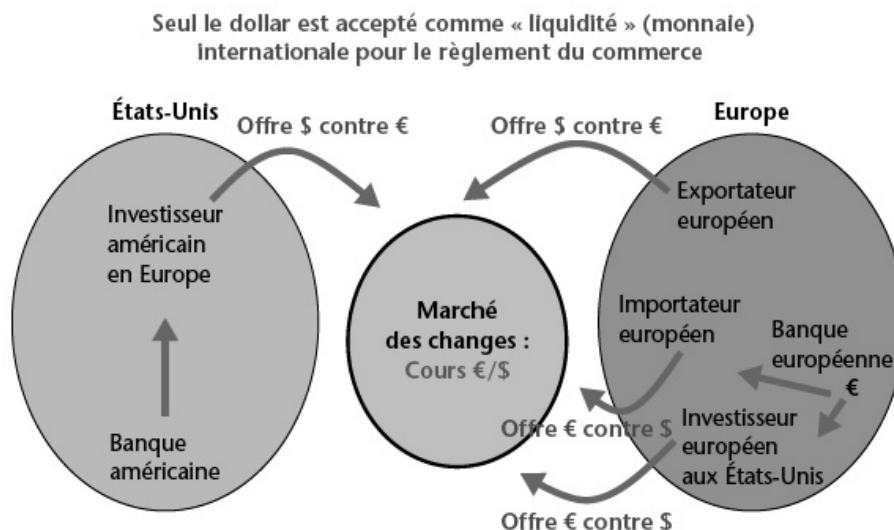 Seul le dollar est accepté comme « liquidité » (monnaie)
internationale pour le règlement du commerce
États-Unis
Europe
Offre $ contre €
Offre $ contre €
Investisseur
américain
en Europe
Banque
américaine
Marché
des changes :
Cours €/$
Exportateur
européen
Importateur
européen
Banque
européenne
€
Offre € contre $
Investisseur
européen
aux États-Unis
Offre € contre $